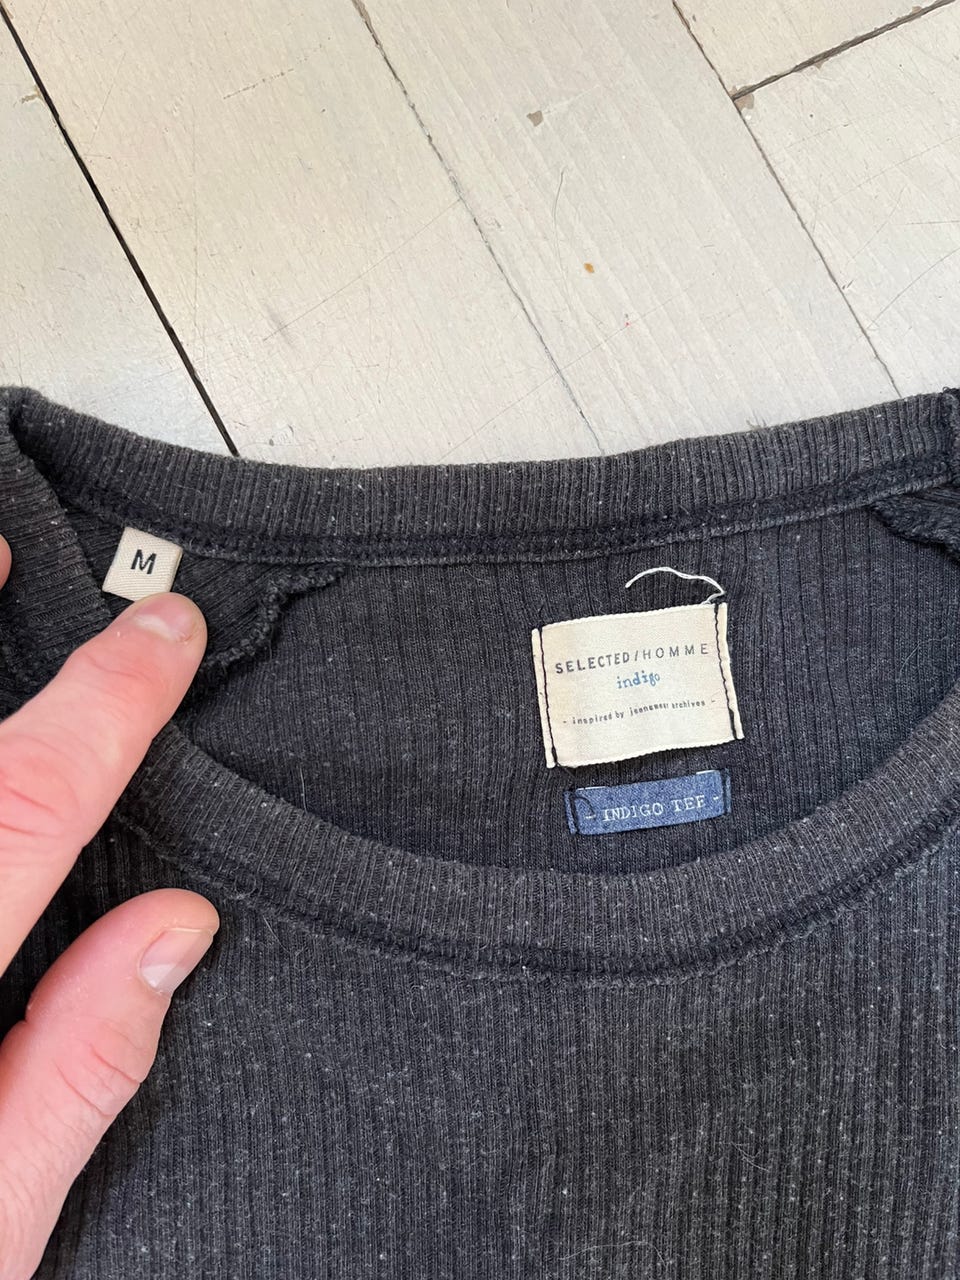 M
SELECTED/HOMME
indigo
- inspired by jeanswear archives -
- INDIGO TEE -